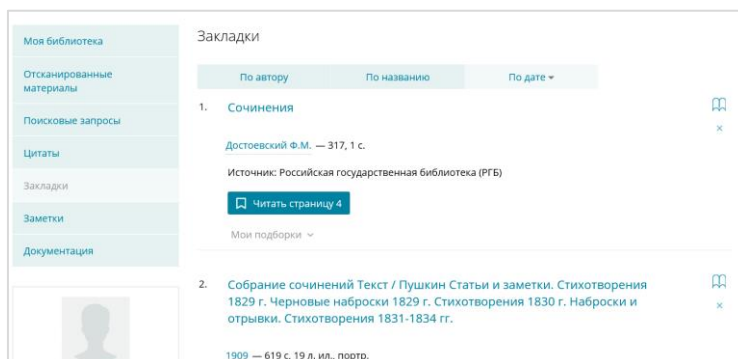 Моя библиотека
Отсканированные
материалы
Поисковые запросы
Цитаты
Закладки
Заметки
Документация
Закладки
По автору
По названию
По дате
1. Сочинения
Достоевский Ф.М. — 317, 1 с.
Источник: Российская государственная библиотека (РГБ)
Читать страницу 4
Мои подборки
2. Собрание сочинений Текст / Пушкин Статьи и заметки. Стихотворения
1829 г. Черновые наброски 1829 г. Стихотворения 1830 г. Наброски и
отрывки. Стихотворения 1831-1834 гг.
1909 — 619 с. 19 л. ил., портр.